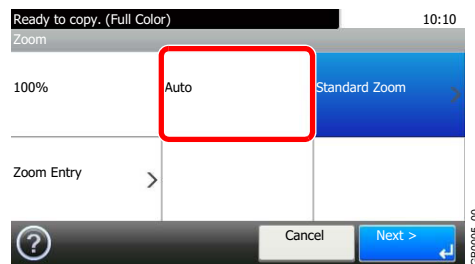 Ready to copy. (Full Color) 10:10
Zoom
100% Auto Standard Zoom
Zoom Entry
? Cancel Next >